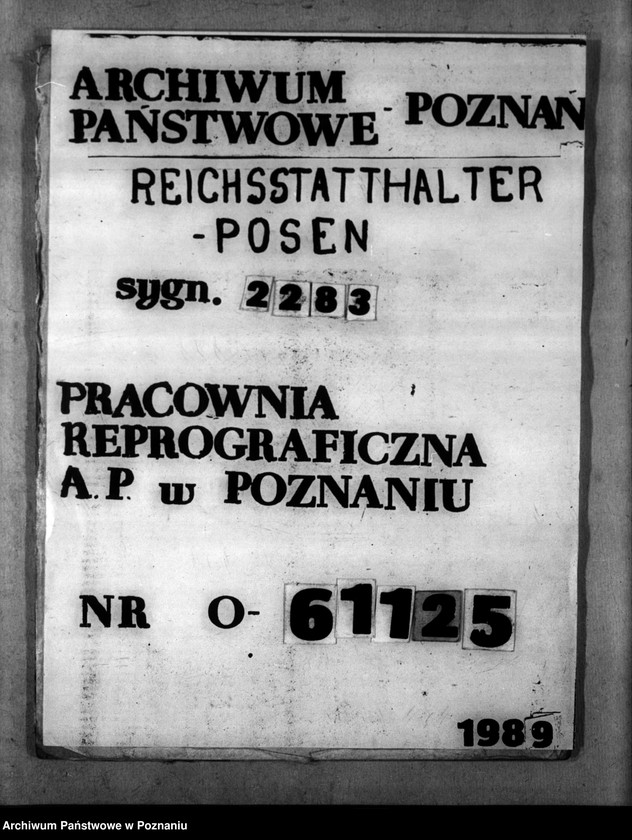 ARCHIWUM
PAŃSTWOWE - POZNAŃ
REICHSSTATTHALTER
-POSEN
sygn. 2283
PRACOWNIA
REPROGRAFICZNA
A.P. w POZNANIU
NR O- 61125
1989
Archiwum Państwowe w Poznaniu